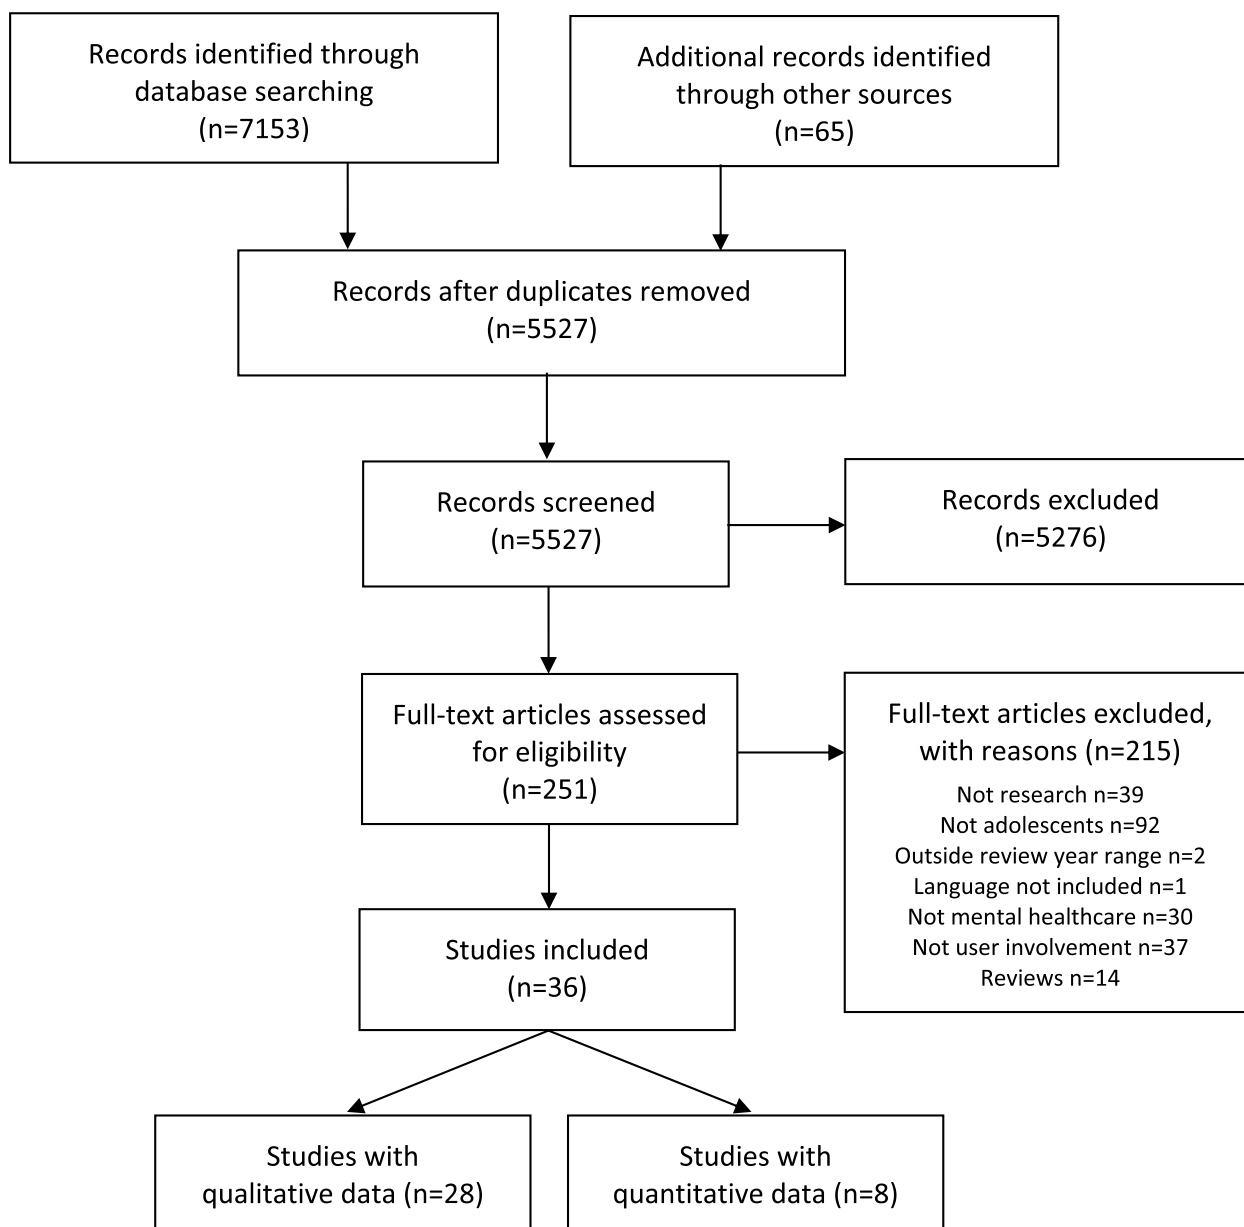 Records identified through
database searching
(n=7153)
Additional records identified
through other sources
(n=65)
Records after duplicates removed
(n=5527)
Records screened
(n=5527)
Records excluded
(n=5276)
Full-text articles assessed
for eligibility
(n=251)
Full-text articles excluded,
with reasons (n=215)
Not research n=39
Not adolescents n=92
Outside review year range n=2
Language not included n=1
Not mental healthcare n=30
Not user involvement n=37
Reviews n=14
Studies included
(n=36)
Studies with
qualitative data (n=28)
Studies with
quantitative data (n=8)